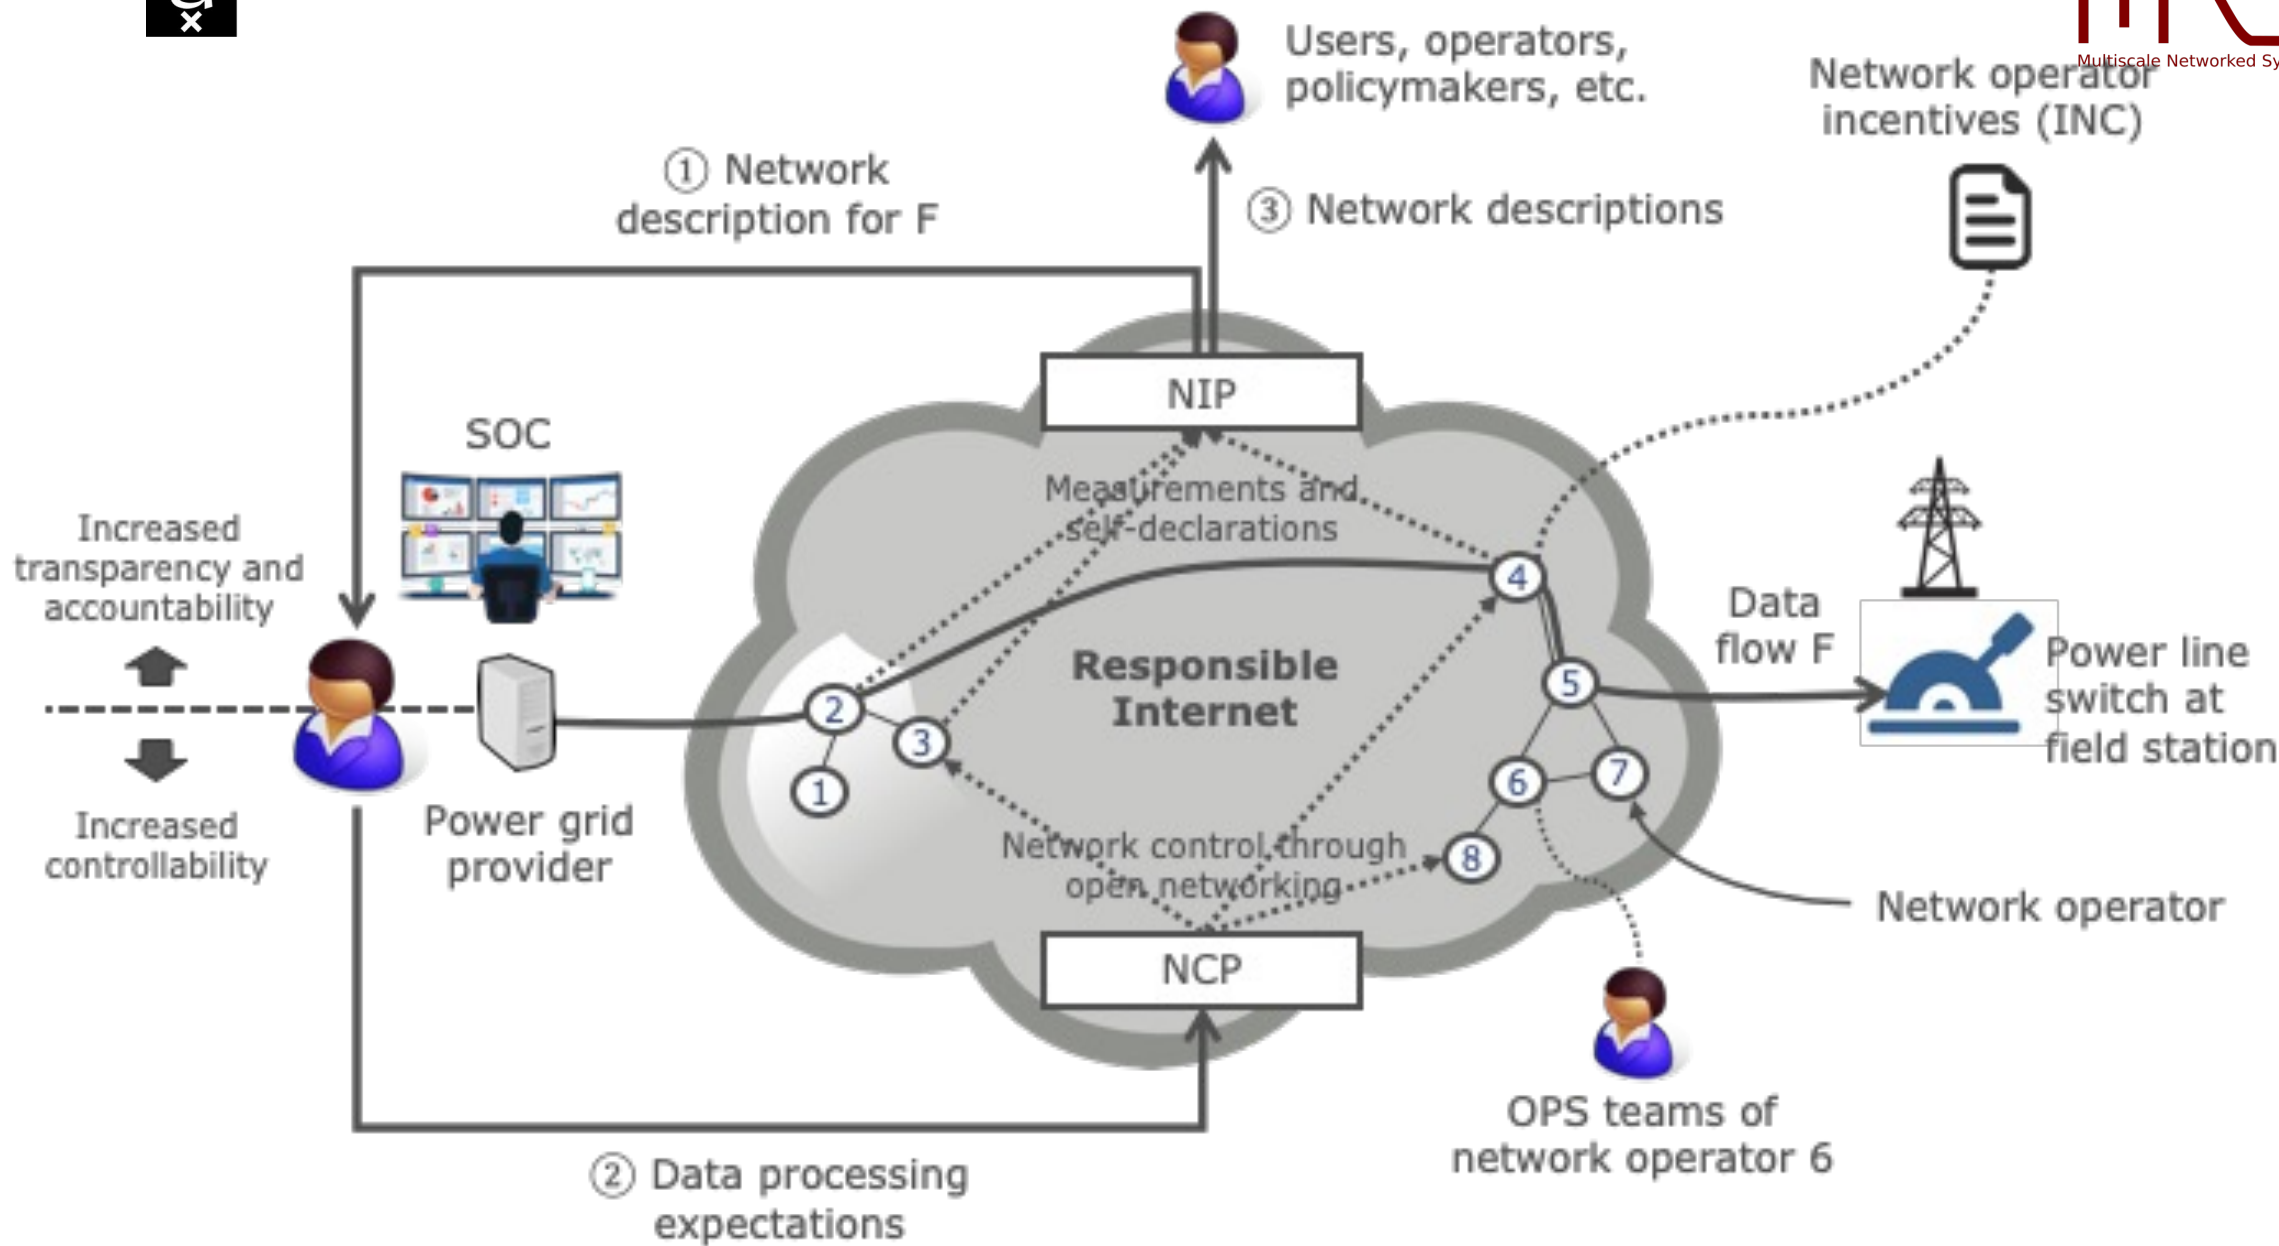 Users, operators,
policymakers, etc.
Multiscale Networked Sy
Network operator
incentives (INC)
① Network
description for F
③ Network descriptions
NIP
SOC
Measurements and
self-declarations
Increased
transparency and
accountability
4
Data
flow F
Responsible
Internet
Power line
switch at
field station
5
2
3
1
6
7
8
Increased
controllability
Power grid
provider
Network control through
open networking
Network operator
NCP
OPS teams of
network operator 6
② Data processing
expectations